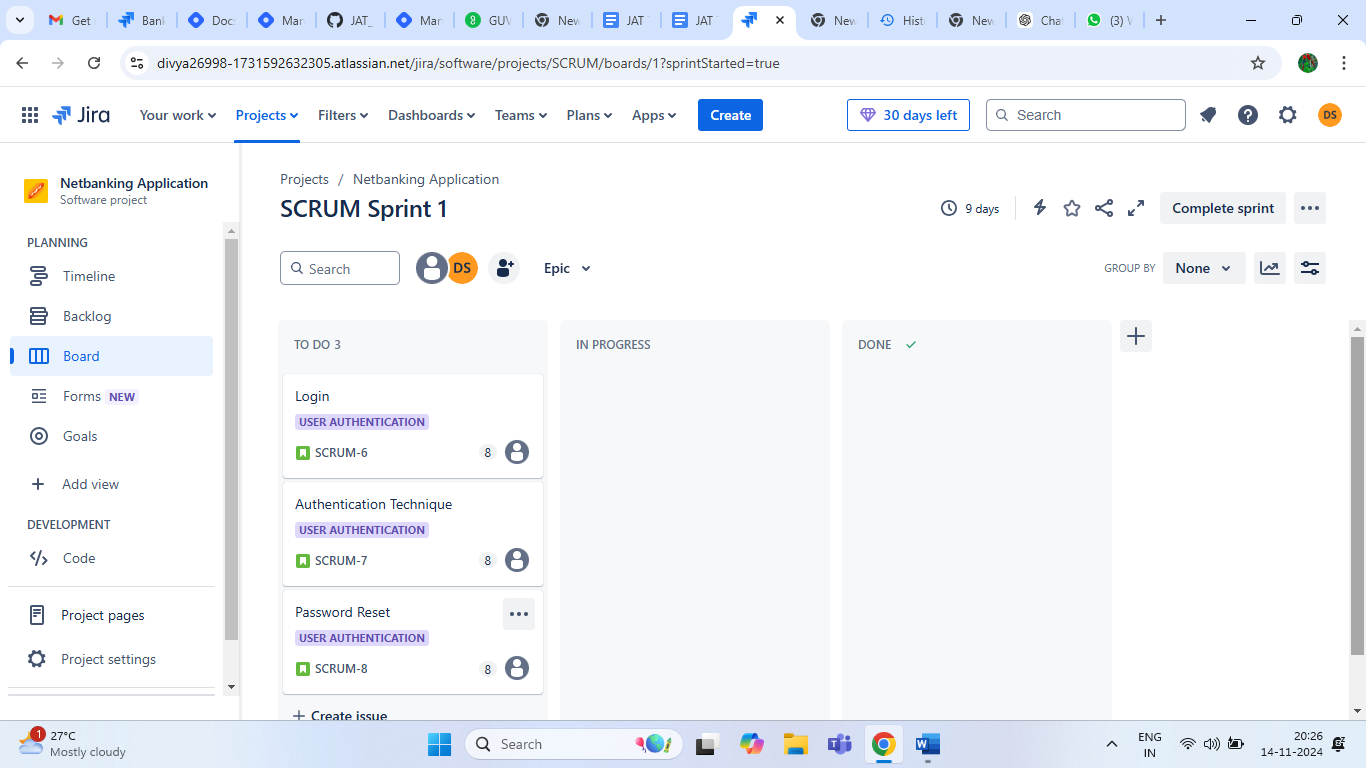 Get
Bank
Docs
Mar
JAT_
Mar
GUV
New
JAT
JAT
New
Hist
New
Cha
(3)
divya26998-1731592632305.atlassian.net/jira/software/projects/SCRUM/boards/1?sprintStarted=true
Jira Your work Projects Filters Dashboards Teams Plans Apps Create 30 days left Search DS
Netbanking Application
Software project
PLANNING
Timeline
Backlog
Board
Forms NEW
Goals
Add view
DEVELOPMENT
Code
Project pages
Project settings
Projects / Netbanking Application
SCRUM Sprint 1
9 days Complete sprint
Search DS Epic GROUP BY None
TO DO 3
Login
USER AUTHENTICATION
SCRUM-6 8
Authentication Technique
USER AUTHENTICATION
SCRUM-7 8
Password Reset
USER AUTHENTICATION
SCRUM-8 8
Create issue
IN PROGRESS
DONE
1
27°C
Mostly cloudy
Search
ENG
IN
20:26
14-11-2024